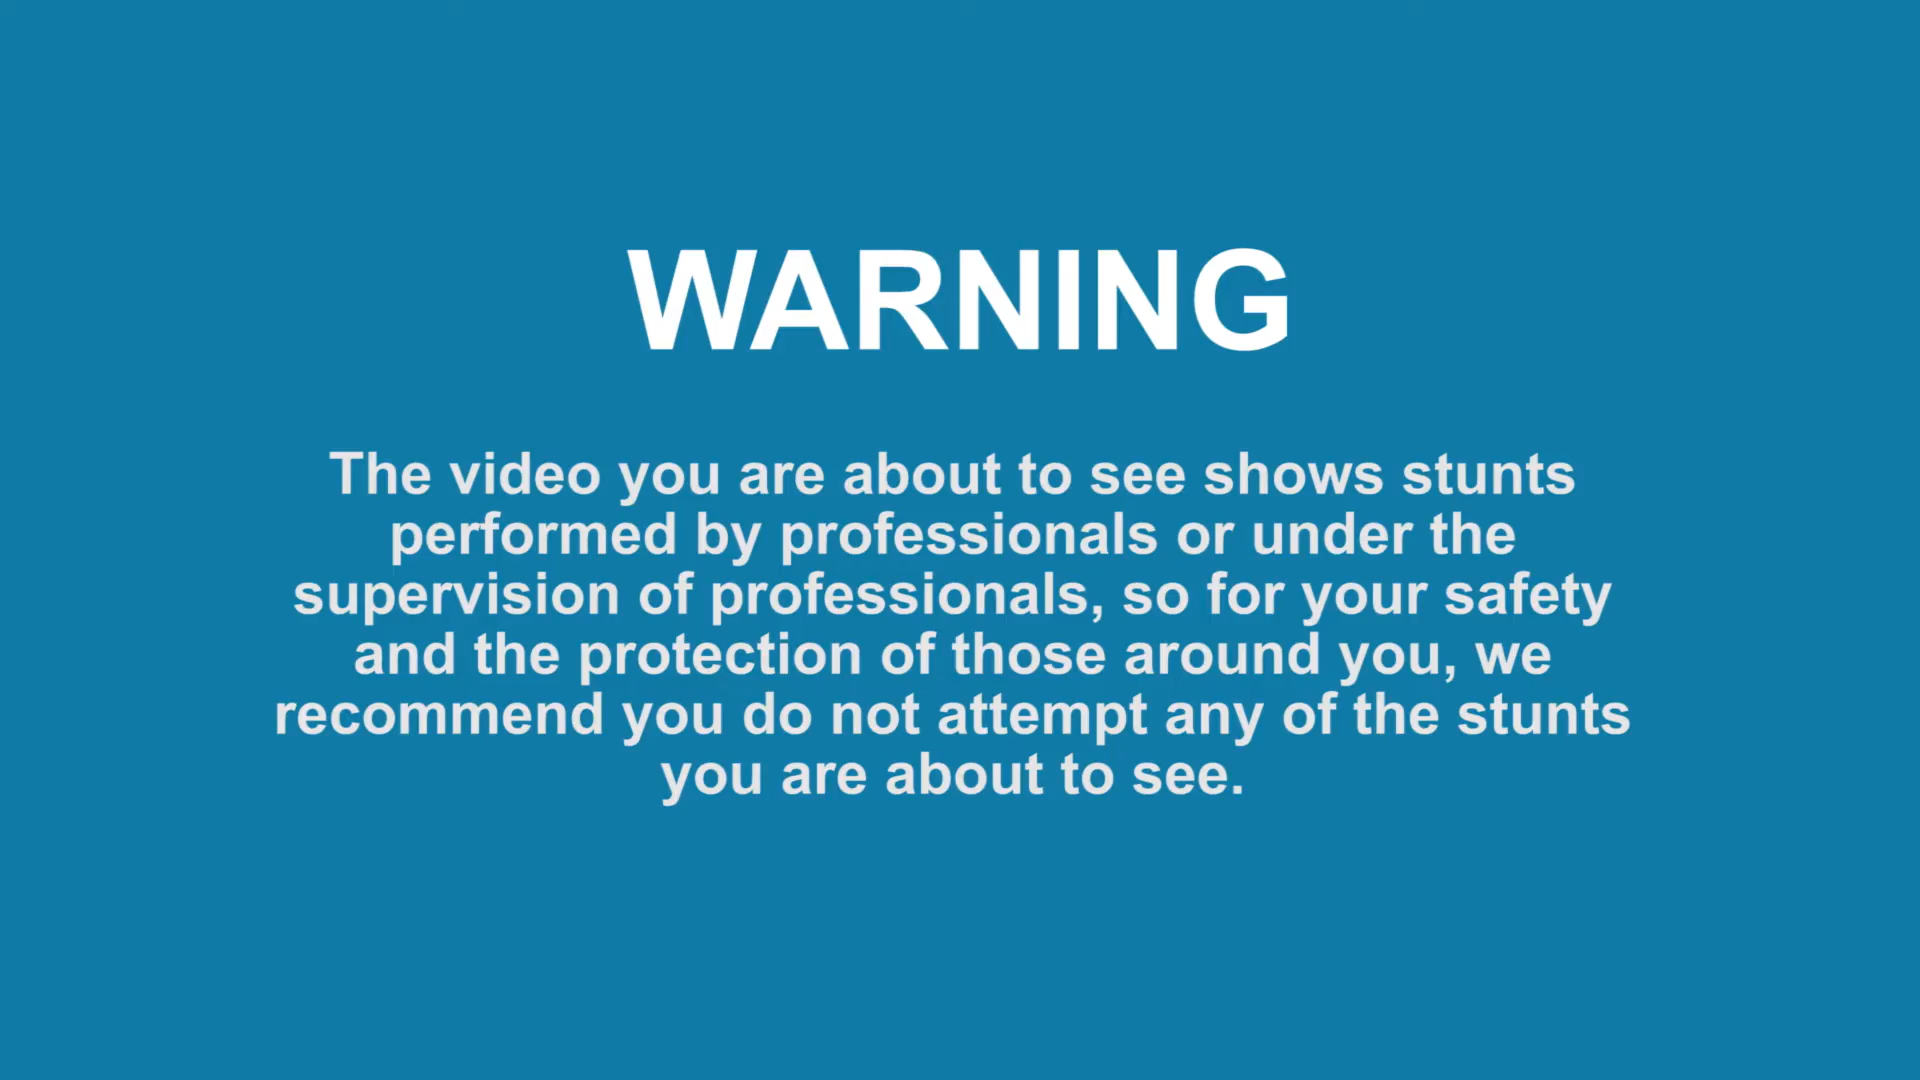 WARNING
The video you are about to see shows stunts
performed by professionals or under the
supervision of professionals, so for your safety
and the protection of those around you, we
recommend you do not attempt any of the stunts
you are about to see.